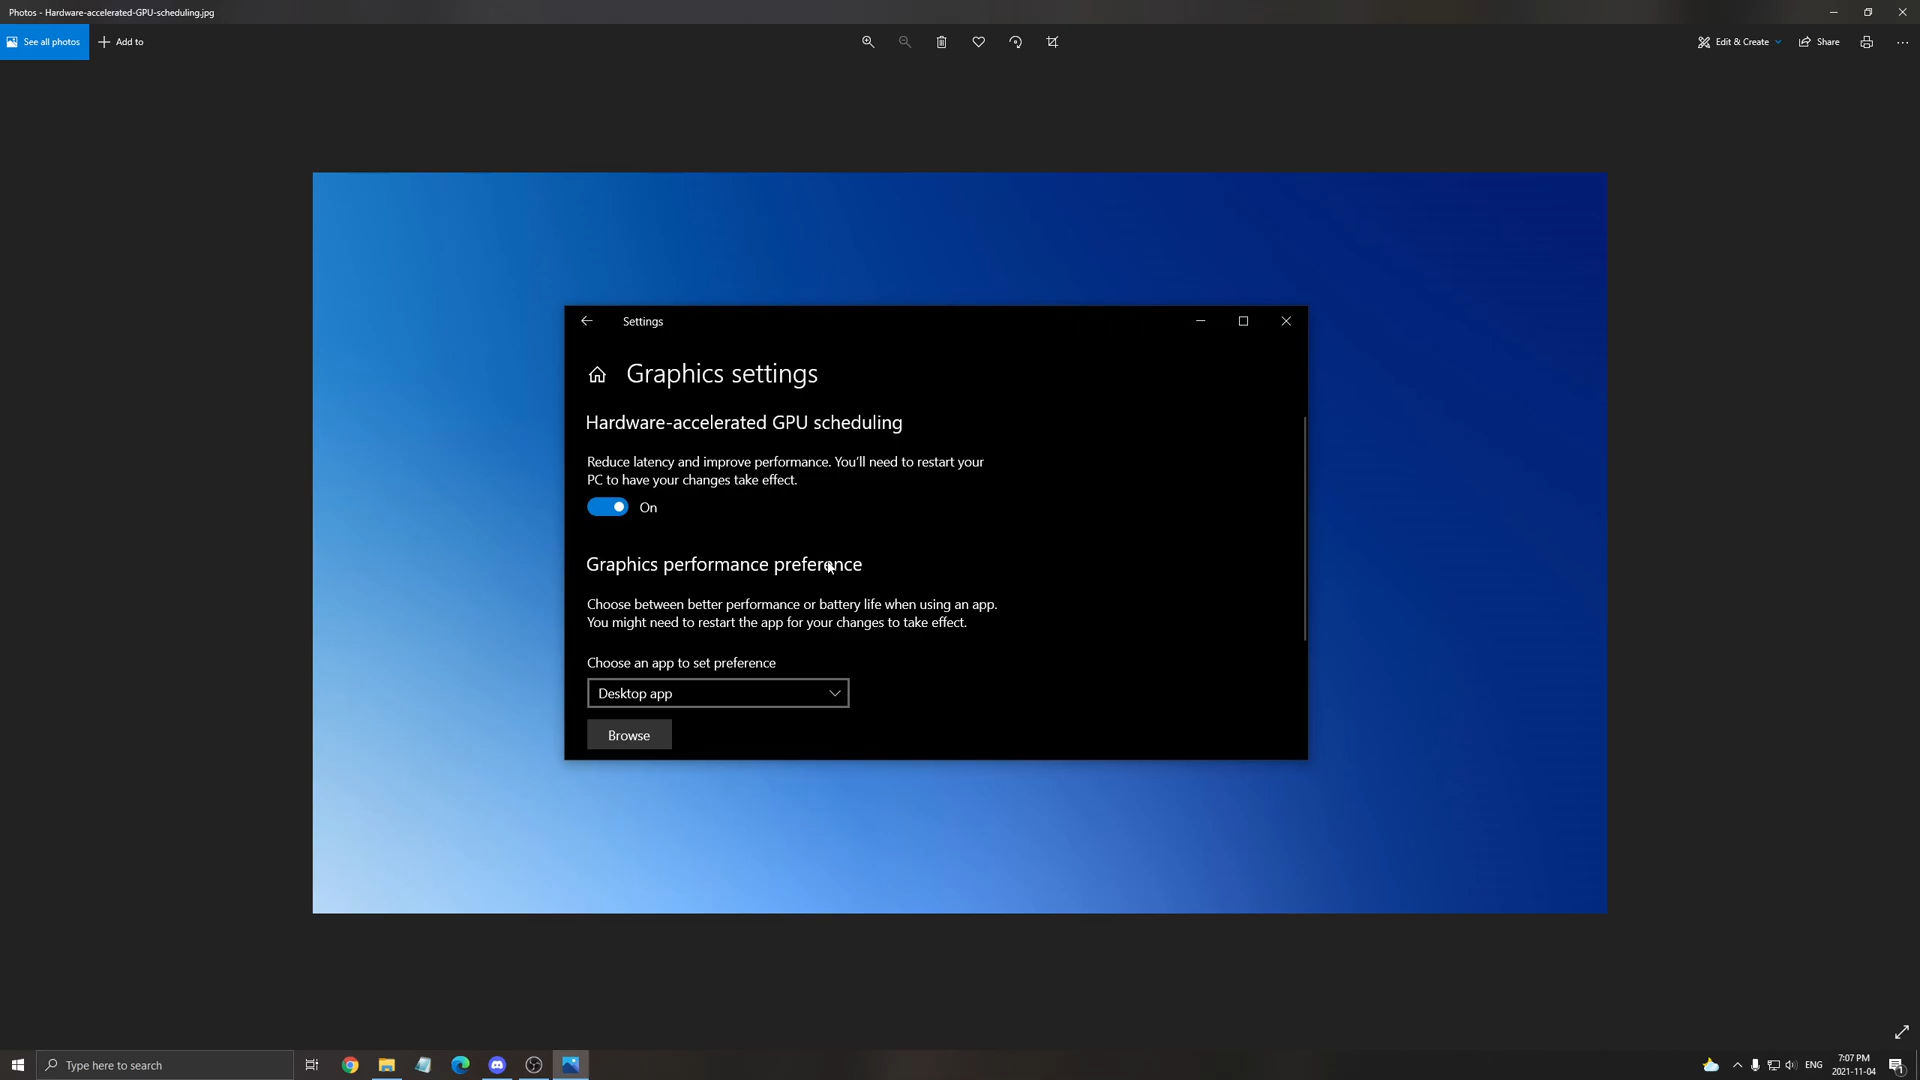 Photos - Hardware-accelerated-GPU-scheduling.jpg
See all photos
Add to
Edit & Create
Share
Settings
Graphics settings
Hardware-accelerated GPU scheduling
Reduce latency and improve performance. You'll need to restart your
PC to have your changes take effect.
On
Graphics performance preference
Choose between better performance or battery life when using an app.
You might need to restart the app for your changes to take effect.
Choose an app to set preference
Desktop app
Browse
Type here to search
ENG
7:07 PM
2021-11-04
1